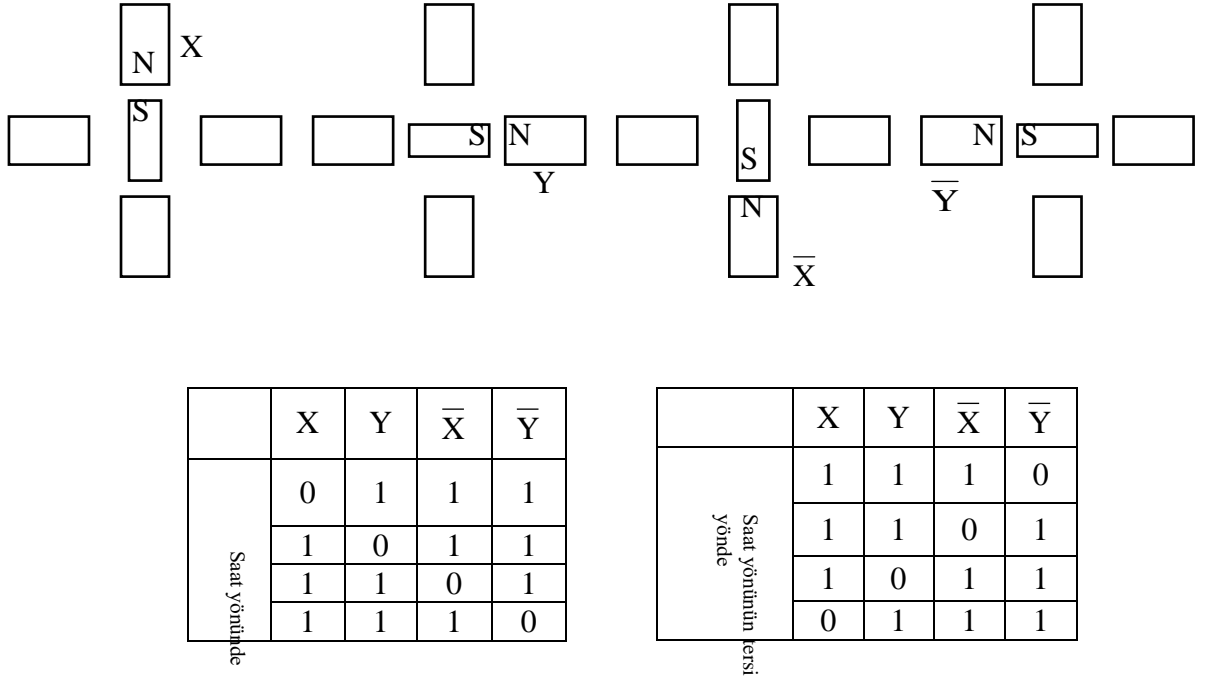 N X
S
S N
Y
S
N
X̅
N S
Y̅
X Y X̅ Y̅
Saat yönünde
0 1 1 1
1 0 1 1
1 1 0 1
1 1 1 0
X Y X̅ Y̅
Saat yönünün tersi
yönde
1 1 1 0
1 1 0 1
1 0 1 1
0 1 1 1